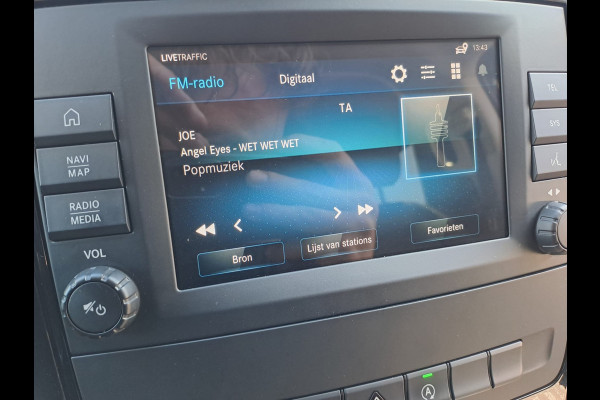 LIVETRAFFIC
13:43
FM-radio Digitaal
TA
JOE
Angel Eyes - WET WET WET
Popmuziek
Bron Lijst van stations Favorieten
NAVI
MAP
RADIO
MEDIA
VOL
TEL
SYS
A